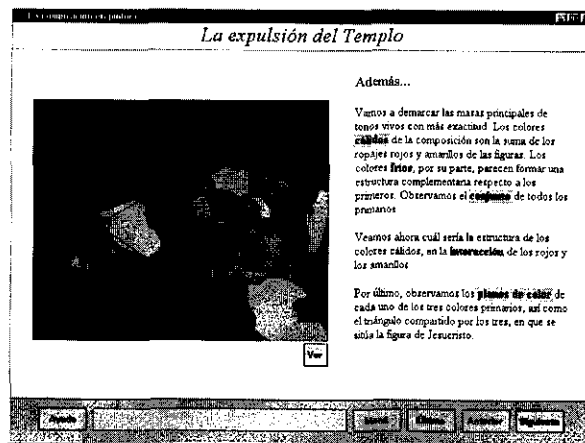 La expulsión del Templo
Además...
Vamos a demarcar las masas principales de
tonos vivos con más exactitud. Los colores
cálidos de la composición son la suma de los
ropajes rojos y amarillos de las figuras. Los
colores fríos, por su parte, parecen formar una
estructura complementaria respecto a los
primeros. Observamos el conjunto de todos los
primarios
Veamos ahora cuál sería la estructura de los
colores cálidos, en la interacción de los rojos y
los amarillos
Por último, observamos los planos de color de
cada uno de los tres colores primarios, así como
el triángulo compartido por los tres, en que se
sitúa la figura de Jesucristo.
Ver
Ayuda
Menú
Último
Anterior
Siguiente